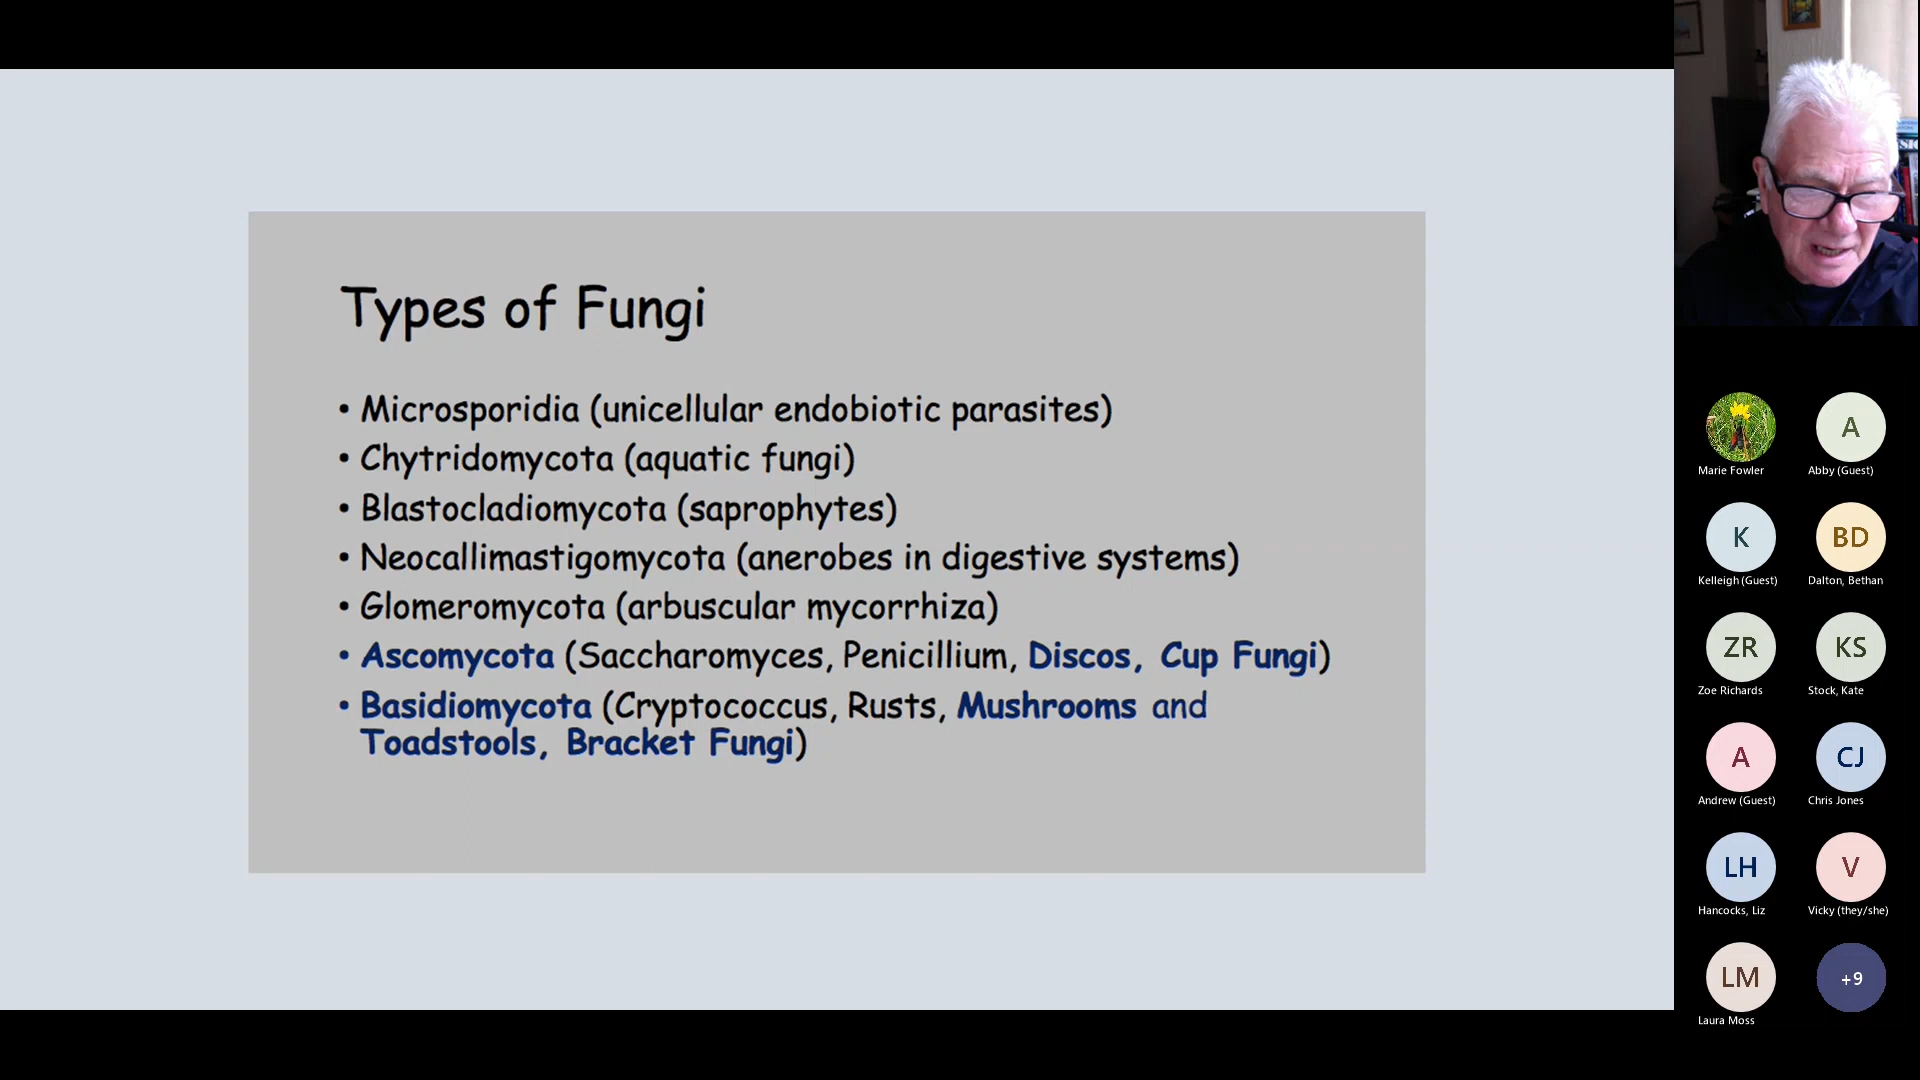 Types of Fungi
• Microsporidia (unicellular endobiotic parasites)
• Chytridomycota (aquatic fungi)
• Blastocladiomycota (saprophytes)
• Neocallimastigomycota (anerobes in digestive systems)
• Glomeromycota (arbuscular mycorrhiza)
• Ascomycota (Saccharomyces, Penicillium, Discos, Cup Fungi)
• Basidiomycota (Cryptococcus, Rusts, Mushrooms and
Toadstools, Bracket Fungi)
Marie Fowler
A
Abby (Guest)
K
Kelleigh (Guest)
BD
Dalton, Bethan
ZR
Zoe Richards
KS
Stock, Kate
A
Andrew (Guest)
CJ
Chris Jones
LH
Hancocks, Liz
V
Vicky (they/she)
LM
Laura Moss
+9